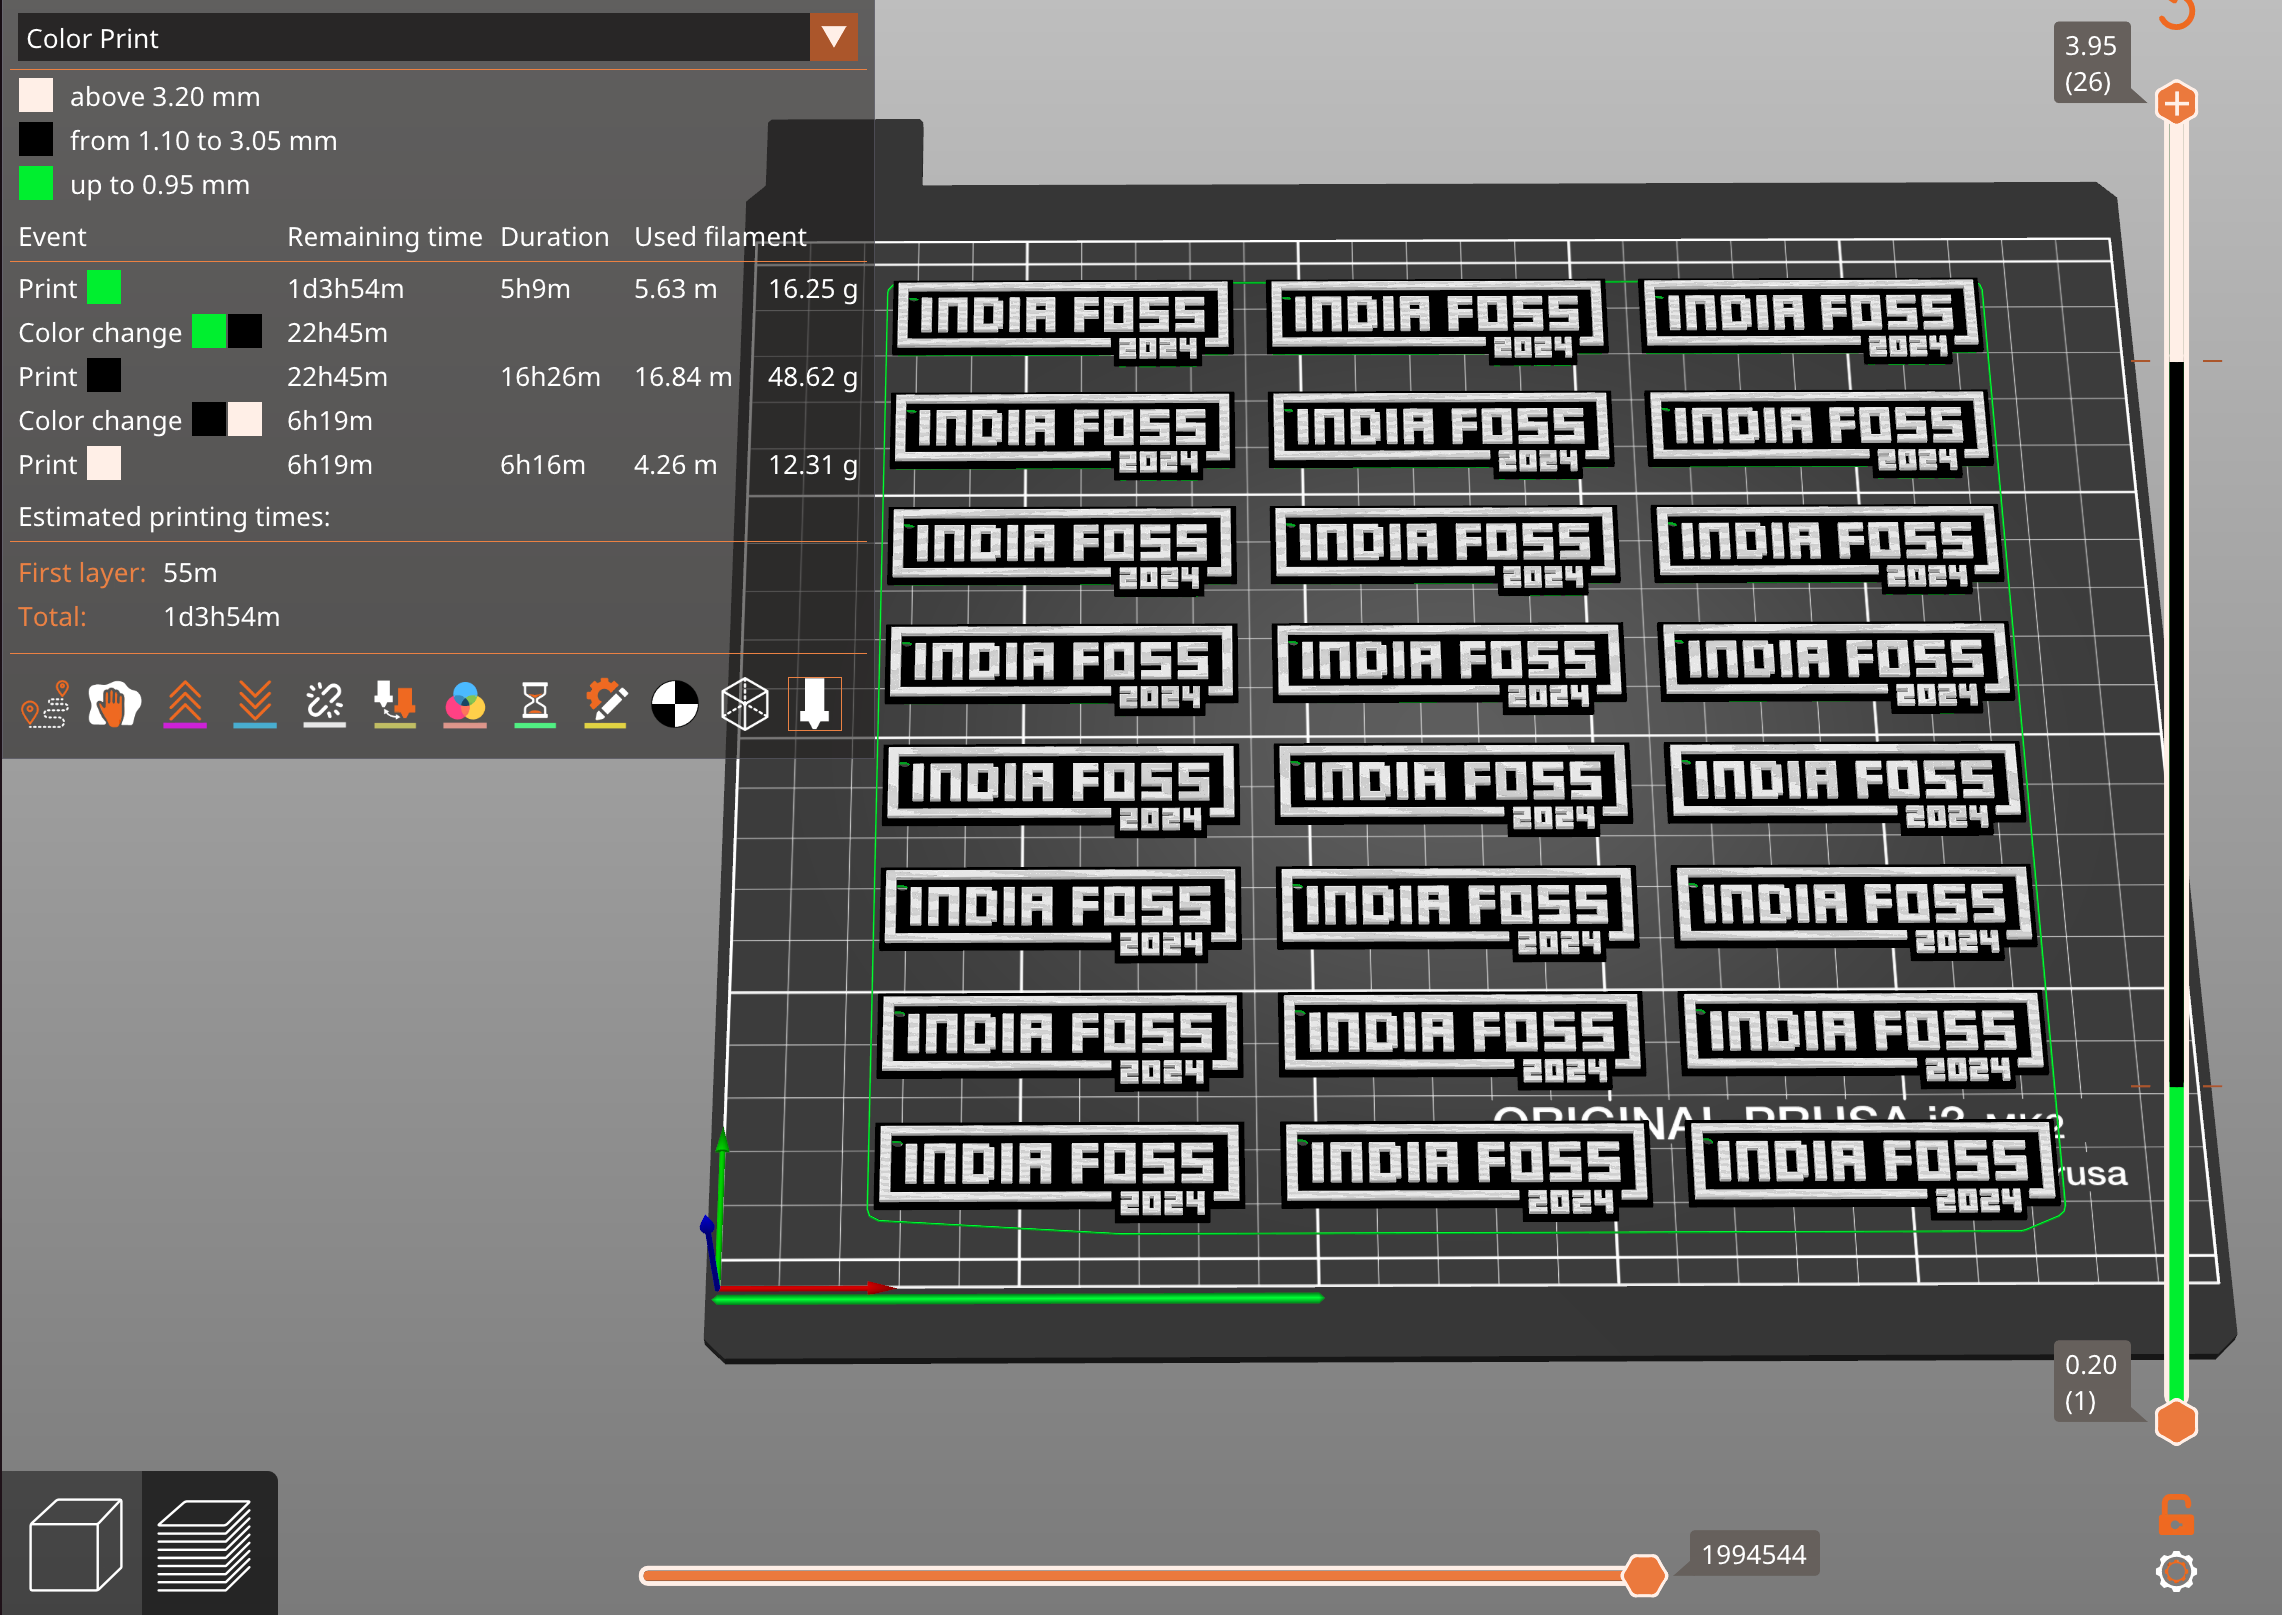 Color Print
above 3.20 mm
from 1.10 to 3.05 mm
up to 0.95 mm
Event Remaining time Duration Used filament
Print 1d3h54m 5h9m 5.63 m 16.25 g
Color change 22h45m
Print 22h45m 16h26m 16.84 m 48.62 g
Color change 6h19m
Print 6h19m 6h16m 4.26 m 12.31 g
Estimated printing times:
First layer: 55m
Total: 1d3h54m
3.95
(26)
INDIA FOSS INDIA FOSS INDIA FOSS
2024 2024 2024
INDIA FOSS INDIA FOSS INDIA FOSS
2024 2024 2024
INDIA FOSS INDIA FOSS INDIA FOSS
2024 2024 2024
INDIA FOSS INDIA FOSS INDIA FOSS
2024 2024 2024
INDIA FOSS INDIA FOSS INDIA FOSS
2024 2024 2024
INDIA FOSS INDIA FOSS INDIA FOSS
2024 2024 2024
INDIA FOSS INDIA FOSS INDIA FOSS
2024 2024 2024
ORIGINAL PRUSA i3
INDIA FOSS INDIA FOSS INDIA FOSS
2024 2024 2024
0.20
(1)
1994544